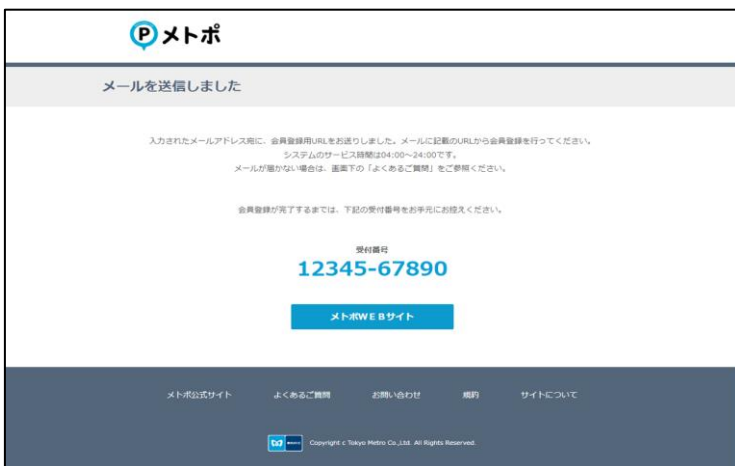 P メトポ
メールを送信しました
入力されたメールアドレス宛に、会員登録用URLをお送りしました。メールに記載のURLから会員登録を行ってください。
システムのサービス時間は04:00～24:00です。
メールが届かない場合は、画面下の「よくあるご質問」をご参照ください。
会員登録が完了するまでは、下記の受付番号をお手元にお控えください。
受付番号
12345-67890
メトポWEBサイト
メトポ公式サイト よくあるご質問 お問い合わせ 規約 サイトについて
Copyright c Tokyo Metro Co.,Ltd. All Rights Reserved.